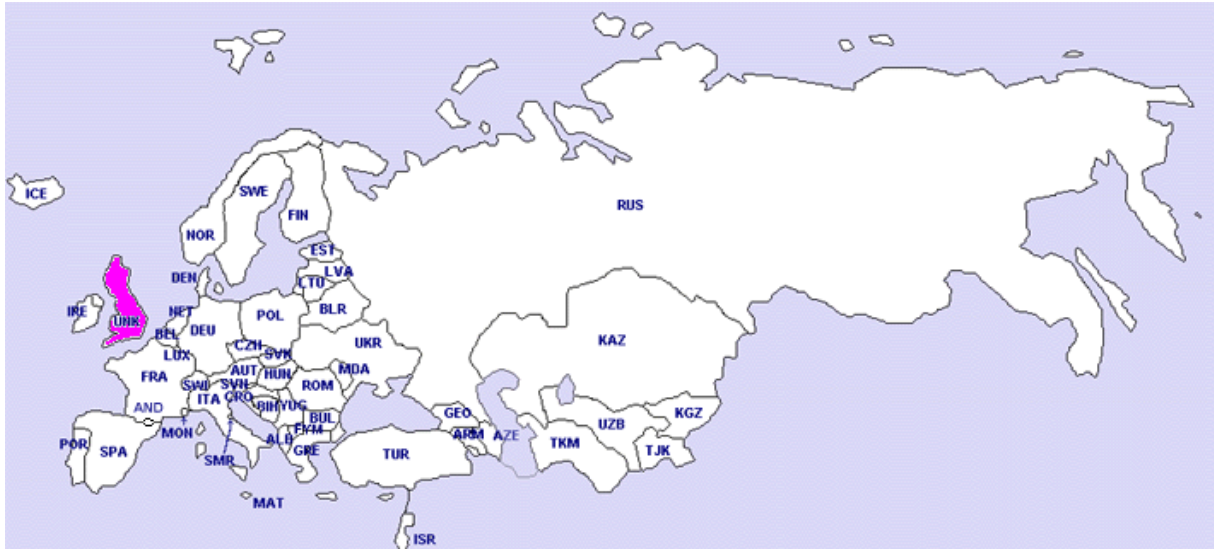 ICE
SWE
FIN
NOR
RUS
EST
LVA
LTU
DEN
IRE
UNK
NET
BEL
DEU
POL
BLR
LUX
CZH
SVK
UKR
KAZ
FRA
SWI
AUT
HUN
MDA
ROM
SVN
ITA
CRO
BIH
YUG
AND
MON
BUL
FYM
ALB
GRE
GEO
ARM
AZE
KGZ
UZB
TKM
TJK
POR
SPA
SMR
TUR
MAT
ISR